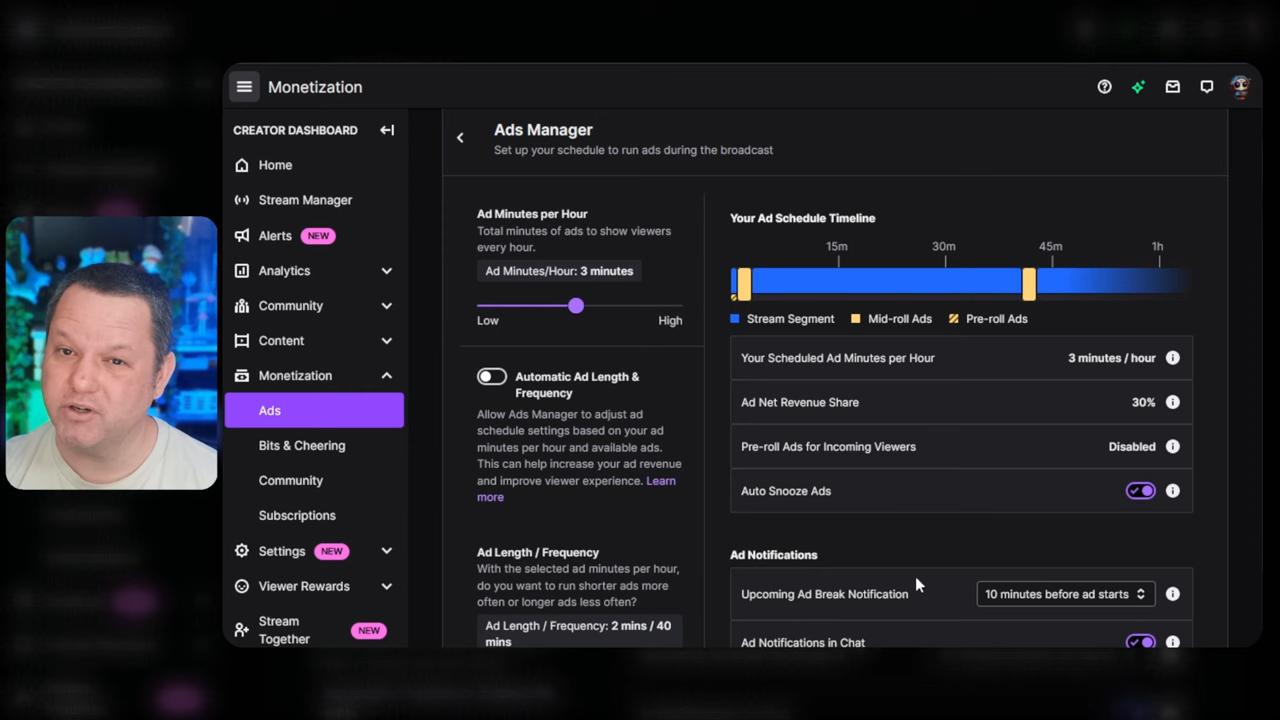 Monetization
CREATOR DASHBOARD
Home
Stream Manager
Alerts NEW
Analytics
Community
Content
Monetization
Ads
Bits & Cheering
Community
Subscriptions
Settings NEW
Viewer Rewards
Stream
Together NEW
Ads Manager
Set up your schedule to run ads during the broadcast
Ad Minutes per Hour
Total minutes of ads to show viewers
every hour.
Ad Minutes/Hour: 3 minutes
Low High
Automatic Ad Length &
Frequency
Allow Ads Manager to adjust ad
schedule settings based on your ad
minutes per hour and available ads.
This can help increase your ad revenue
and improve viewer experience. Learn
more
Ad Length / Frequency
With the selected ad minutes per hour,
do you want to run shorter ads more
often or longer ads less often?
Ad Length / Frequency: 2 mins / 40
mins
Your Ad Schedule Timeline
15m 30m 45m 1h
Stream Segment Mid-roll Ads Pre-roll Ads
Your Scheduled Ad Minutes per Hour 3 minutes / hour
Ad Net Revenue Share 30%
Pre-roll Ads for Incoming Viewers Disabled
Auto Snooze Ads
Ad Notifications
Upcoming Ad Break Notification 10 minutes before ad starts
Ad Notifications in Chat